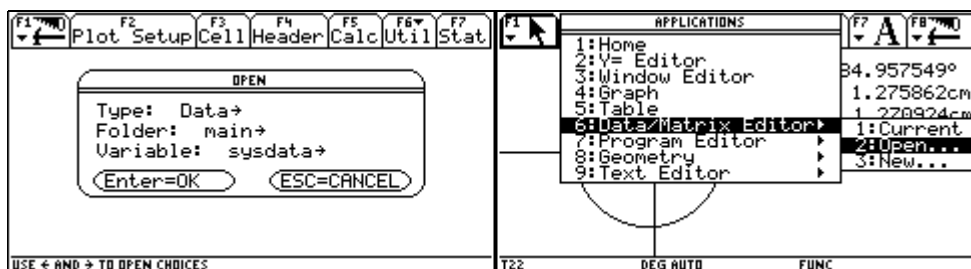 F1 F2 F3 F4 F5 F6 F7
Plot Setup Cell Header Calc Util Stat
OPEN
Type: Data→
Folder: main→
Variable: sysdata→
Enter=OK ESC=CANCEL
USE ← AND → TO OPEN CHOICES
F1 F7 F8
A
APPLICATIONS
1:Home
2:Y= Editor
3:Window Editor
4:Graph
5:Table
6:Data/Matrix Editor
7:Program Editor
8:Geometry
9:Text Editor
1:Current
2:Open...
3:New...
84.957549°
1.275862cm
1.270924cm
T22 DEG AUTO FUNC